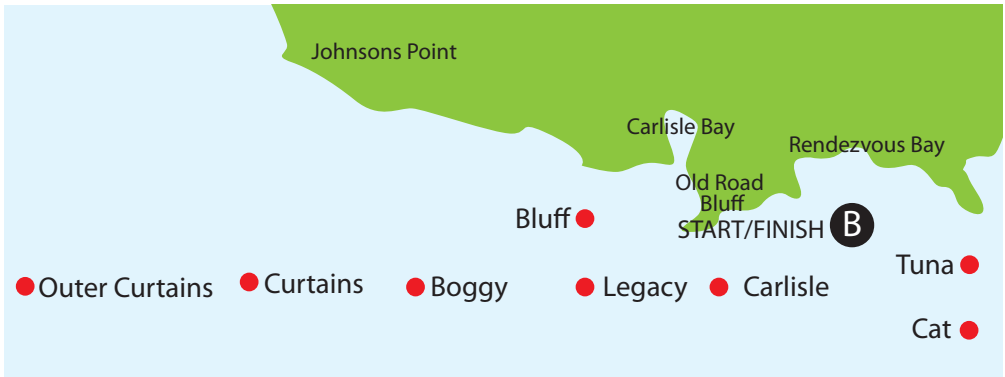 Johnsons Point
Carlisle Bay
Rendezvous Bay
Old Road
Bluff
START/FINISH B
Bluff
Tuna
Outer Curtains
Curtains
Boggy
Legacy
Carlisle
Cat